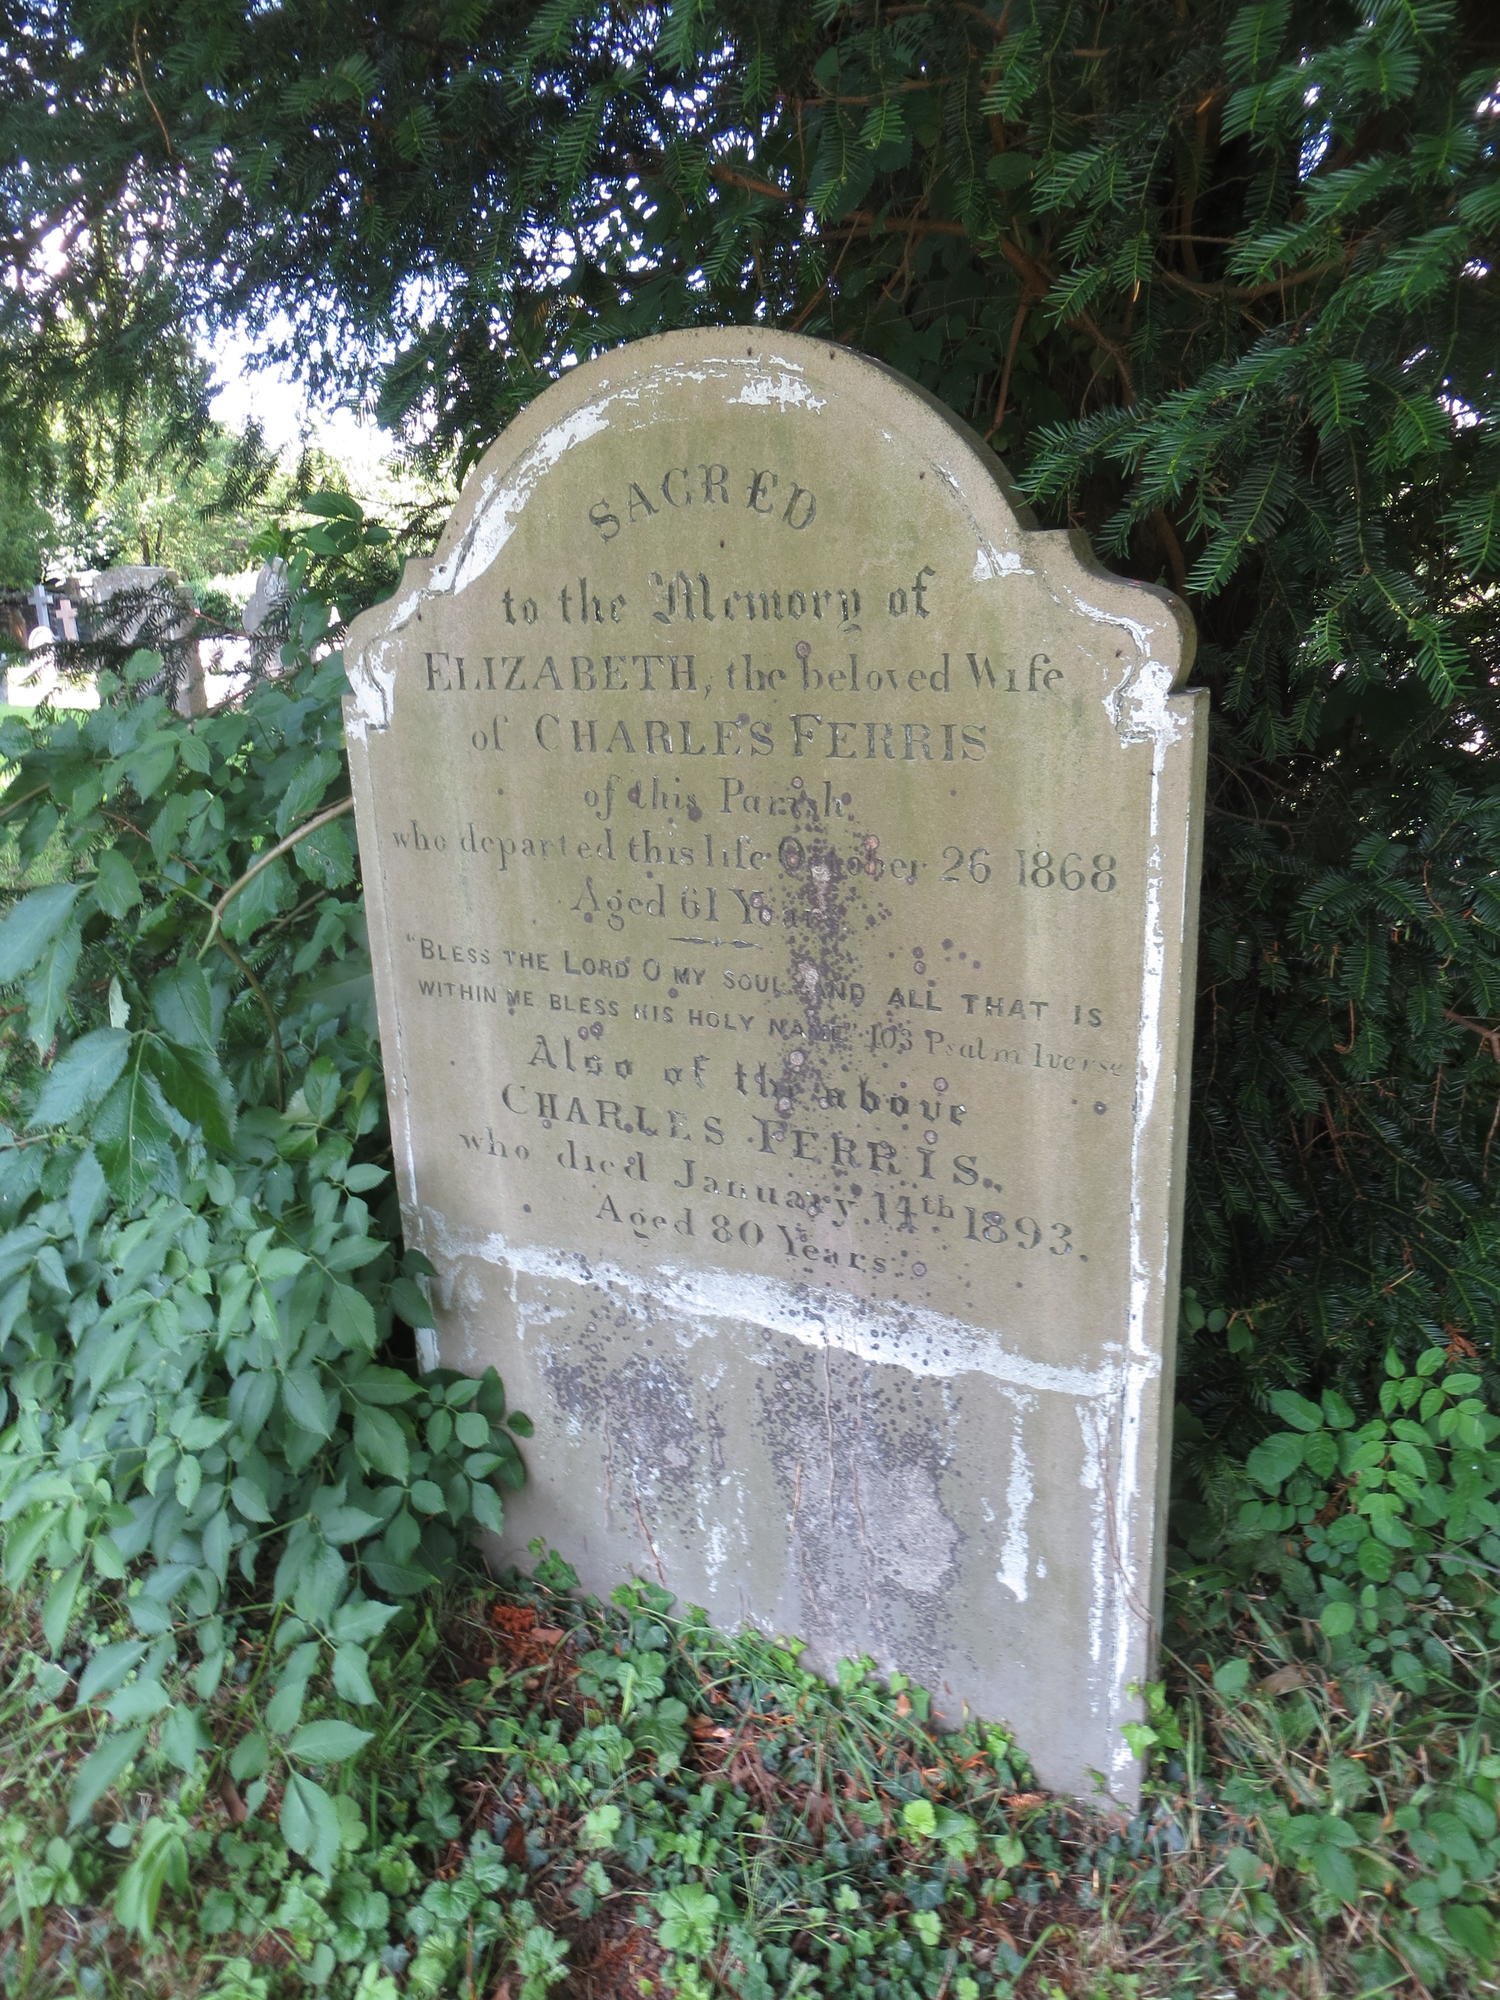 SACRED
to the Memory of
ELIZABETH, the beloved Wife
of CHARLES FERRIS
of this Parish
who departed this life October 26 1868
Aged 61 Years
"BLESS THE LORD O MY SOUL AND ALL THAT IS
WITHIN ME BLESS HIS HOLY NAME" 103 Psalm 1 verse
Also of the above
CHARLES FERRIS.
who died January 14th 1893.
Aged 80 Years